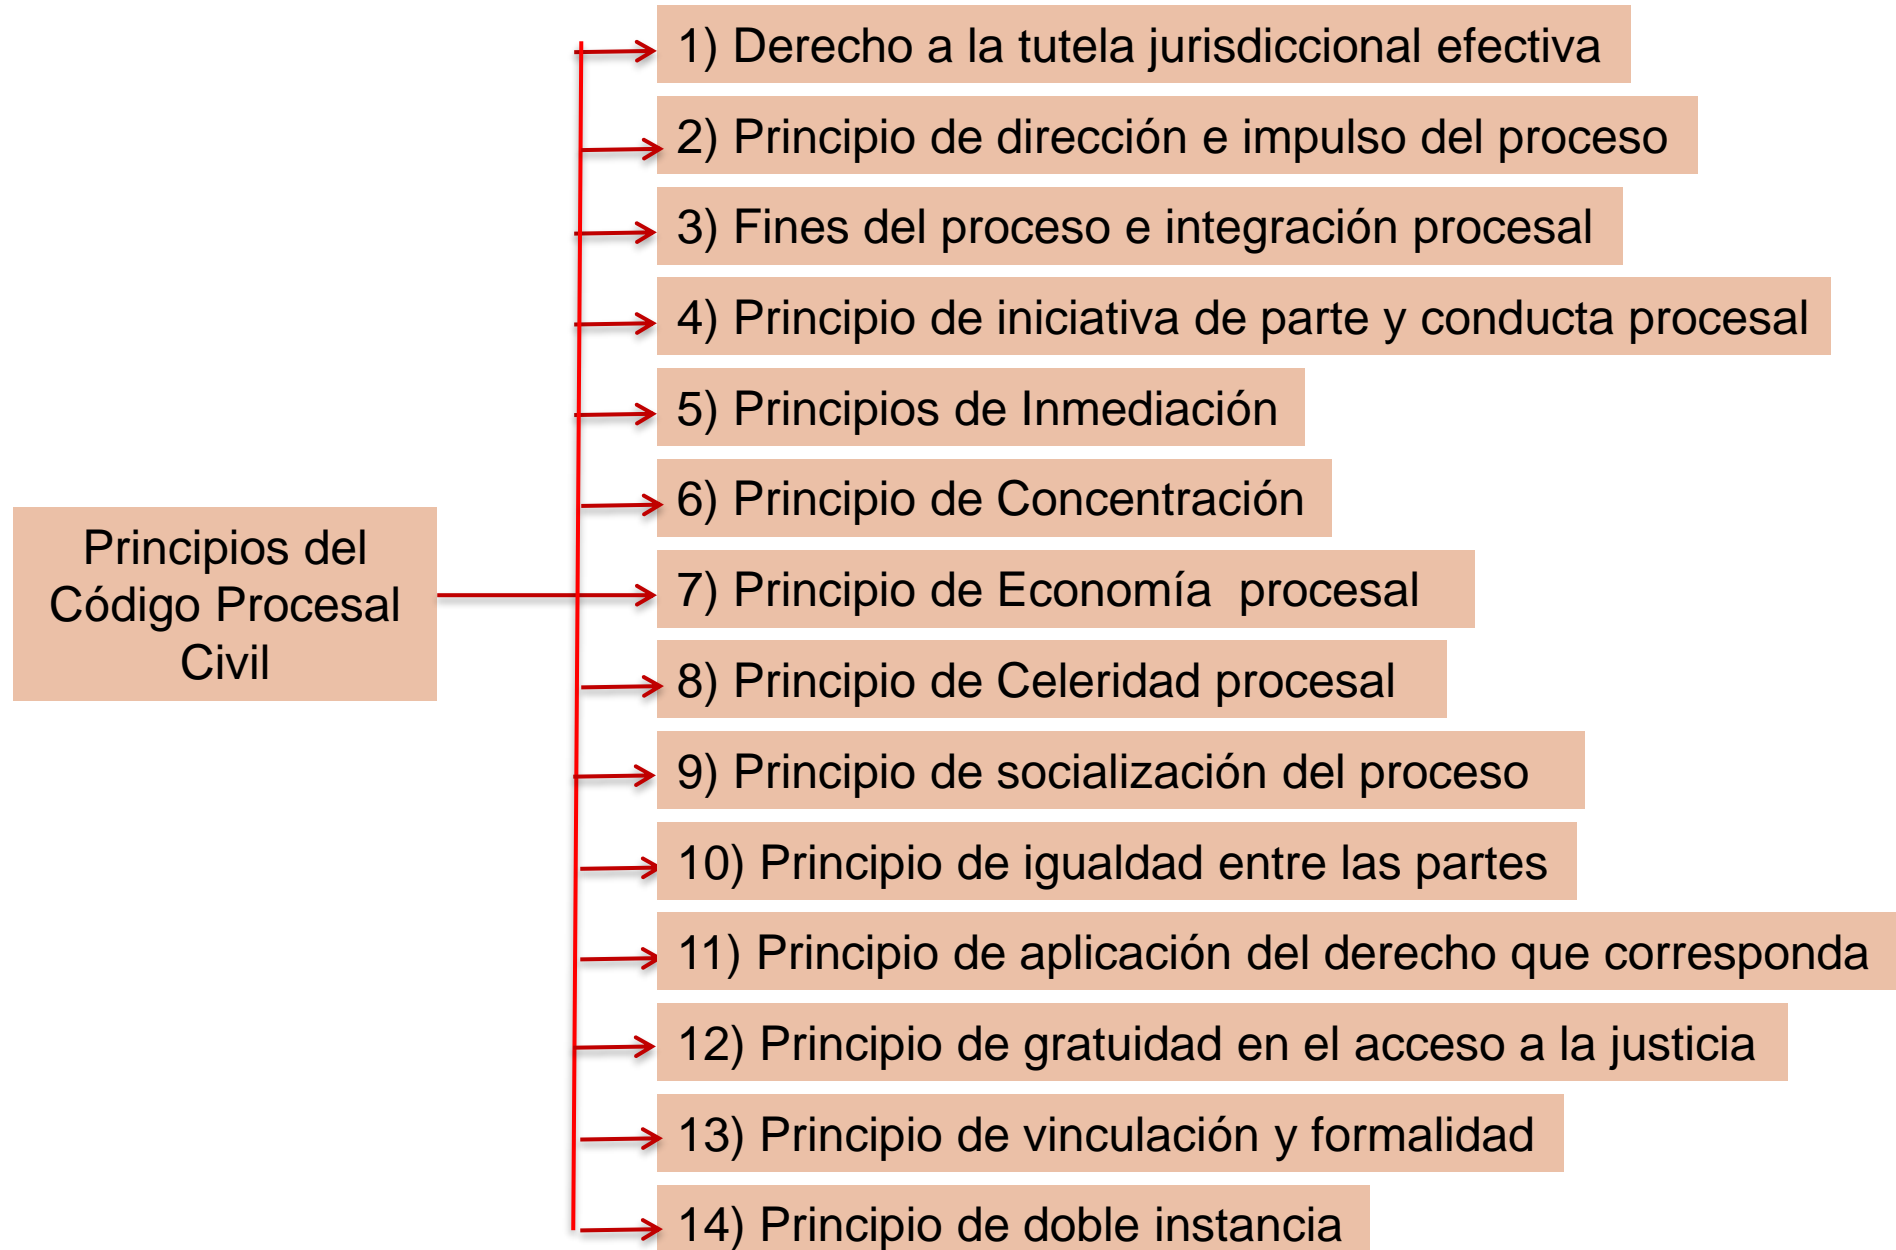 1) Derecho a la tutela jurisdiccional efectiva
2) Principio de dirección e impulso del proceso
3) Fines del proceso e integración procesal
4) Principio de iniciativa de parte y conducta procesal
5) Principios de Inmediación
6) Principio de Concentración
Principios del
Código Procesal
Civil
7) Principio de Economía  procesal
8) Principio de Celeridad procesal
9) Principio de socialización del proceso
10) Principio de igualdad entre las partes
11) Principio de aplicación del derecho que corresponda
12) Principio de gratuidad en el acceso a la justicia
13) Principio de vinculación y formalidad
14) Principio de doble instancia